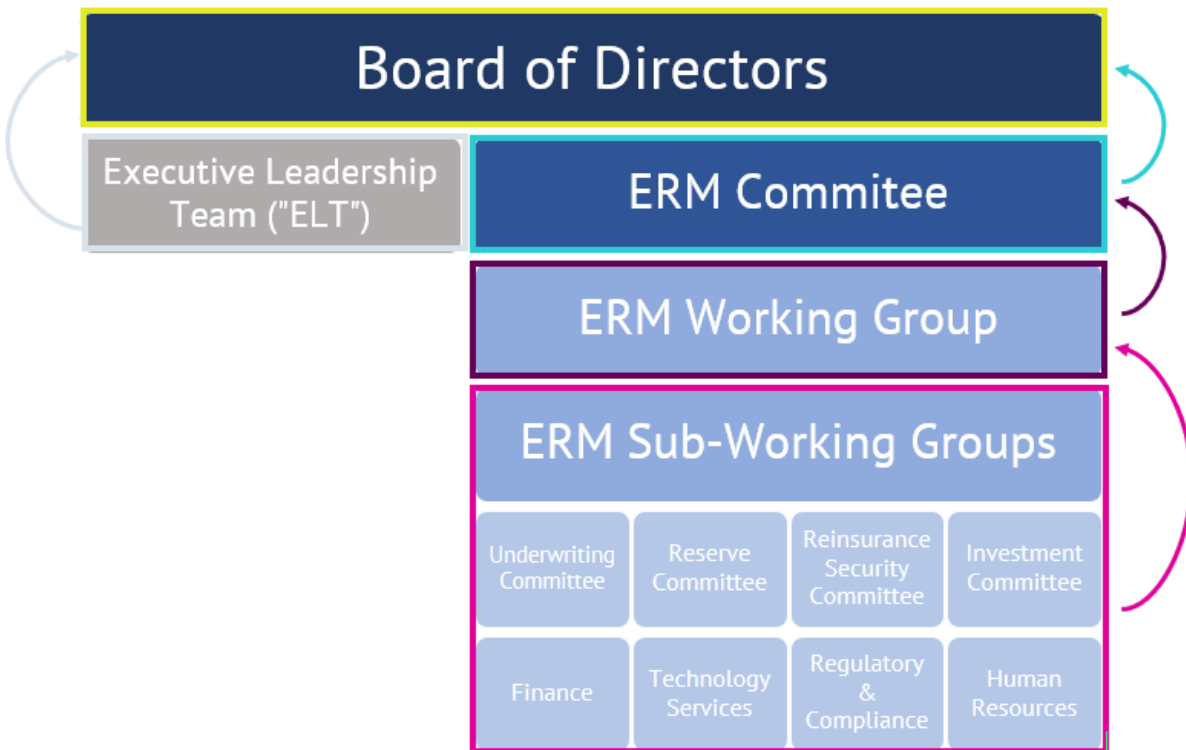 Board of Directors
Executive Leadership
Team ("ELT")
ERM Commitee
ERM Working Group
ERM Sub-Working Groups
Underwriting
Committee
Reserve
Committee
Reinsurance
Security
Committee
Investment
Committee
Finance
Technology
Services
Regulatory
&
Compliance
Human
Resources